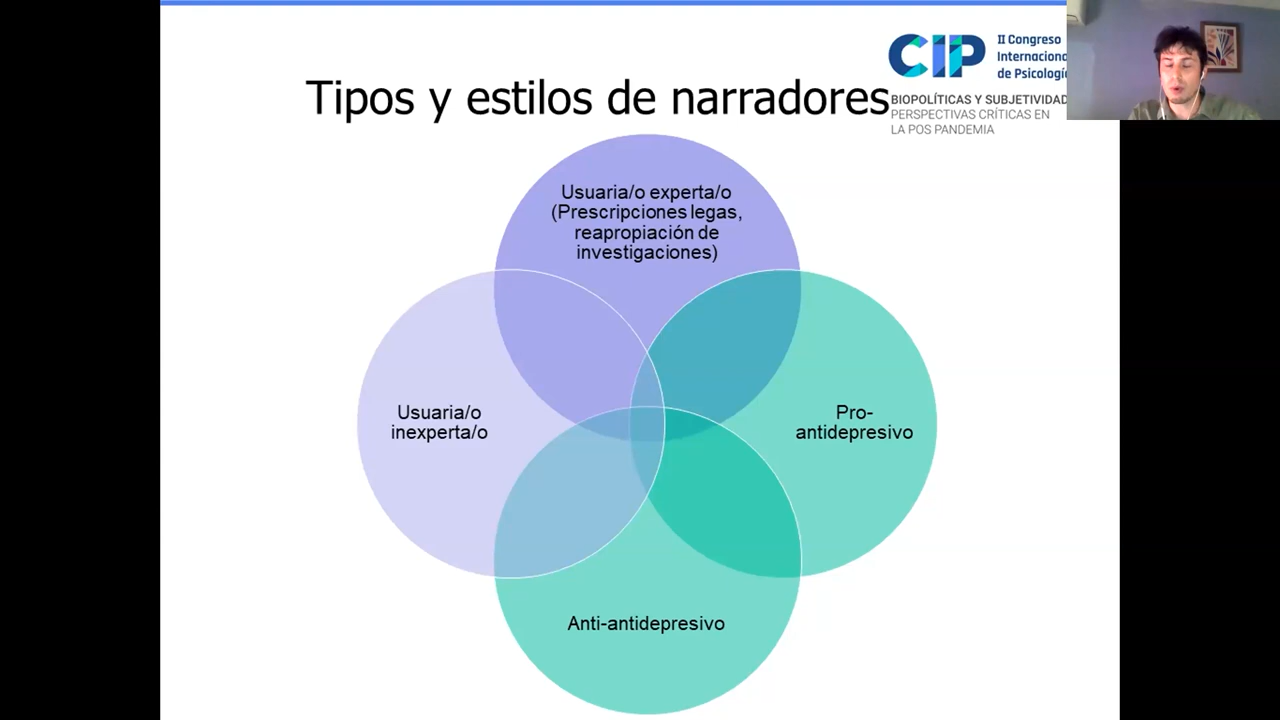 Tipos y estilos de narradores
CIP
II Congreso
Internaciona
de Psicologí
BIOPOLÍTICAS Y SUBJETIVIDAD
PERSPECTIVAS CRÍTICAS EN
LA POS PANDEMIA
Usuaria/o experta/o
(Prescripciones legas,
reapropiación de
investigaciones)
Usuaria/o
inexperta/o
Pro-
antidepresivo
Anti-antidepresivo